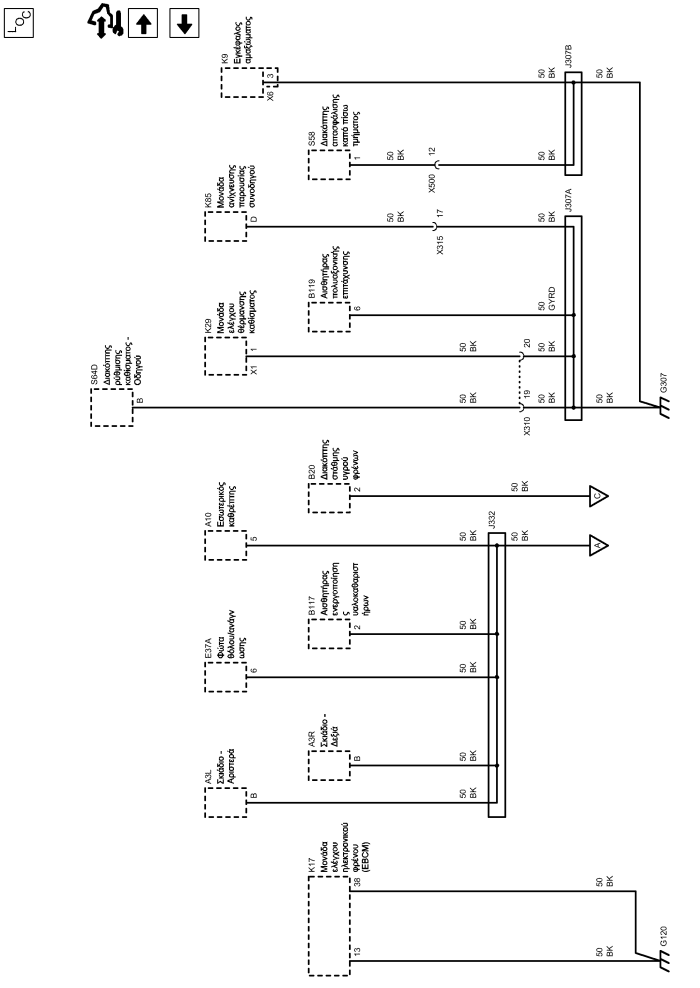 LOC
K9
Εγκέφαλος
αμαξώματος
3
X6
S58
Διακόπτης
απασφάλισης
καπό πίσω
τμήματος
1
50
BK
12
X500
50
BK
50
BK
50
BK
J307B
K85
Μονάδα
ανίχνευσης
παρουσίας
συνοδηγού
D
50
BK
17
X315
50
BK
J307A
B119
Αισθητήρας
πολυαξονικής
επιτάχυνσης
6
50
GYRD
K29
Μονάδα
ελέγχου
θέρμανσης
καθίσματος
1
X1
50
BK
20
50
BK
S64D
Διακόπτης
ρύθμισης
καθίσματος -
Οδηγού
B
50
BK
19
X310
50
BK
50
BK
G307
B20
Διακόπτης
στάθμης
υγρού
φρένων
2
50
BK
C
A10
Εσωτερικός
καθρέπτης
5
50
BK
J332
50
BK
A
B117
Αισθητήρας
ενεργοποίηση
ς
υαλοκαθαριστ
ήρων
2
50
BK
E37A
Φώτα
θόλου/ανάγν
ωσης
6
50
BK
A3R
Σκιάδιο -
Δεξιά
B
50
BK
A3L
Σκιάδιο -
Αριστερά
B
50
BK
K17
Μονάδα
ελέγχου
ηλεκτρονικού
φρένου
(EBCM)
38
50
BK
13
50
BK
G120